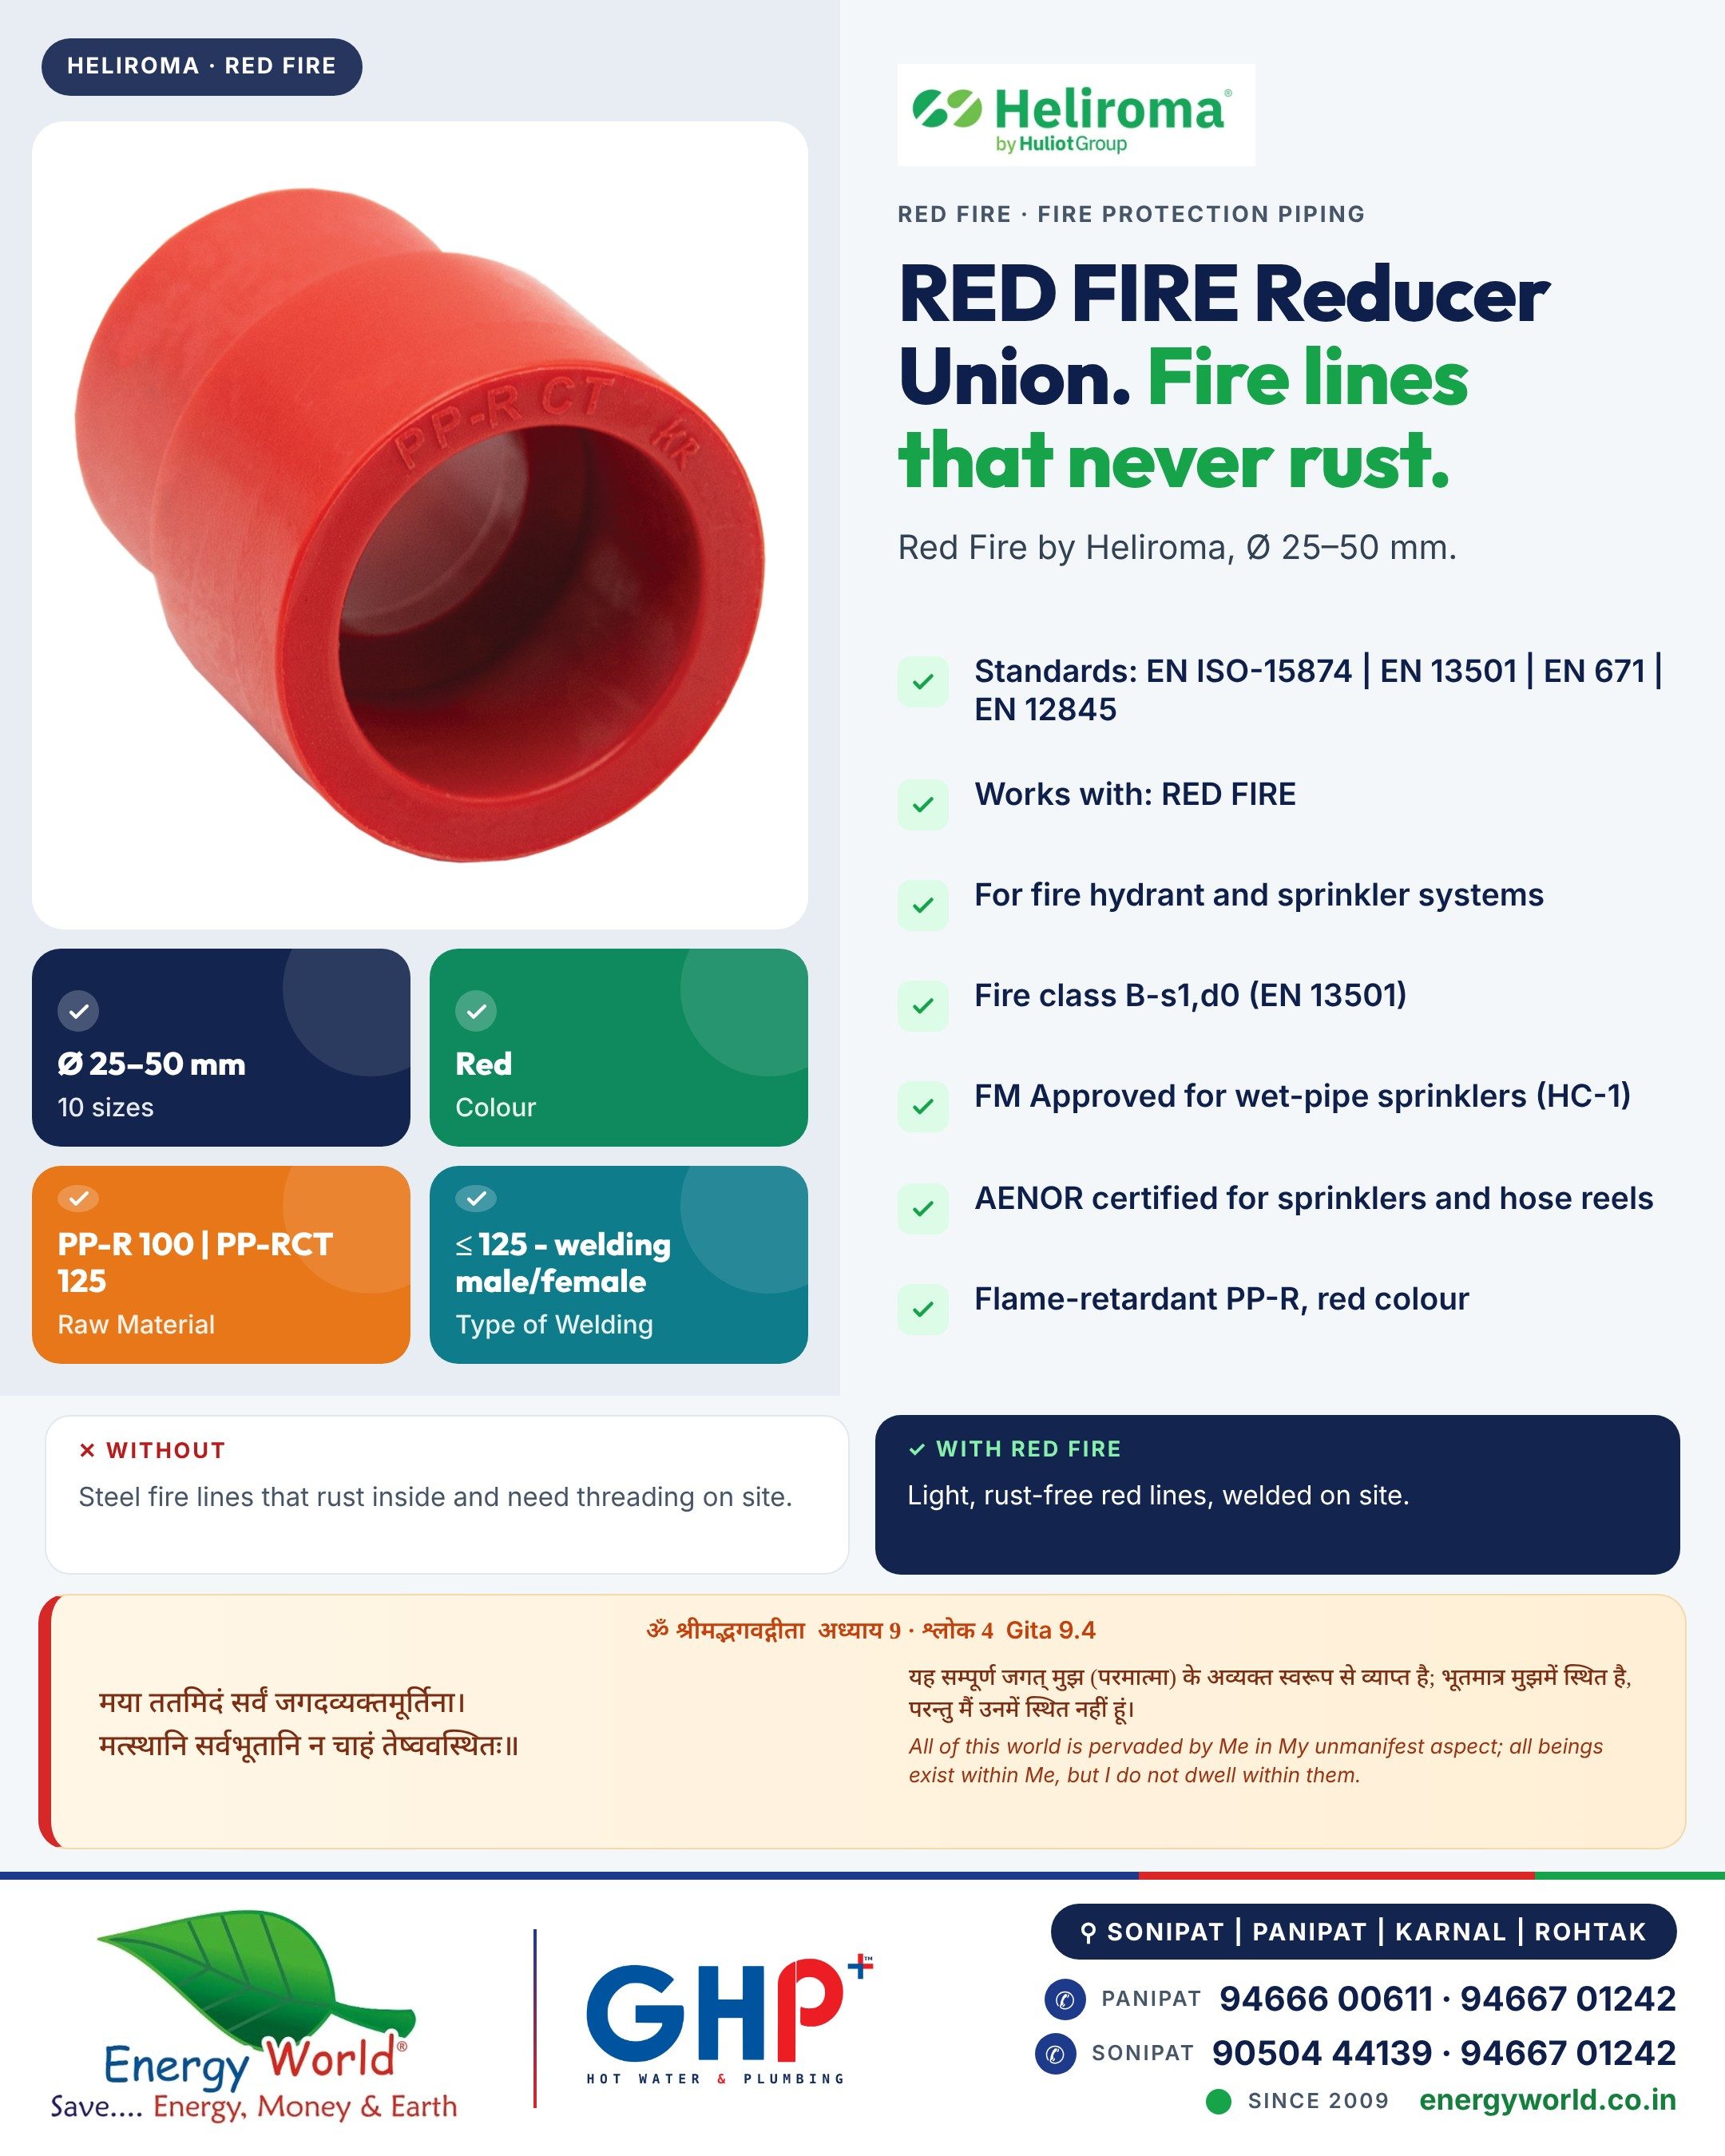 HELIROMA · RED FIRE
PP-R CT KR
Ø 25–50 mm
10 sizes
Red
Colour
PP-R 100 | PP-RCT
125
Raw Material
≤ 125 - welding
male/female
Type of Welding
Heliroma®
by Huliot Group
RED FIRE · FIRE PROTECTION PIPING
RED FIRE Reducer
Union. Fire lines
that never rust.
Red Fire by Heliroma, Ø 25–50 mm.
Standards: EN ISO-15874 | EN 13501 | EN 671 |
EN 12845
Works with: RED FIRE
For fire hydrant and sprinkler systems
Fire class B-s1,d0 (EN 13501)
FM Approved for wet-pipe sprinklers (HC-1)
AENOR certified for sprinklers and hose reels
Flame-retardant PP-R, red colour
✕ WITHOUT
Steel fire lines that rust inside and need threading on site.
✓ WITH RED FIRE
Light, rust-free red lines, welded on site.
ॐ श्रीमद्भगवद्गीता अध्याय 9 · श्लोक 4 Gita 9.4
मया ततमिदं सर्वं जगदव्यक्तमूर्तिना।
मत्स्थानि सर्वभूतानि न चाहं तेष्ववस्थितः॥
यह सम्पूर्ण जगत् मुझ (परमात्मा) के अव्यक्त स्वरूप से व्याप्त है; भूतमात्र मुझमें स्थित है,
परन्तु मैं उनमें स्थित नहीं हूं।
All of this world is pervaded by Me in My unmanifest aspect; all beings
exist within Me, but I do not dwell within them.
Energy World®
Save.... Energy, Money & Earth
GHP+™
HOT WATER & PLUMBING
SONIPAT | PANIPAT | KARNAL | ROHTAK
PANIPAT 94666 00611 · 94667 01242
SONIPAT 90504 44139 · 94667 01242
SINCE 2009 energyworld.co.in